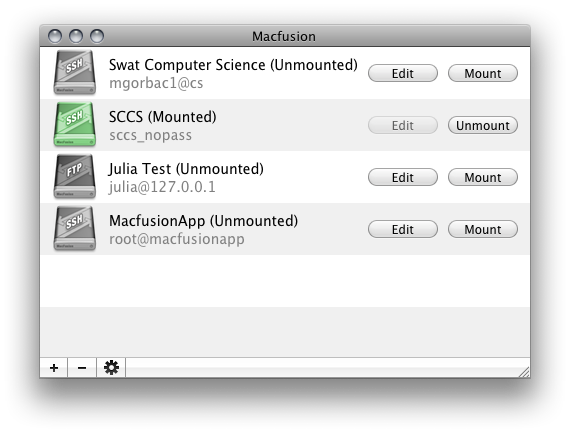 Macfusion
SSH
Swat Computer Science (Unmounted)
mgorbac1@cs
Edit
Mount
SSH
SCCS (Mounted)
sccs_nopass
Edit
Unmount
FTP
Julia Test (Unmounted)
julia@127.0.0.1
Edit
Mount
SSH
MacfusionApp (Unmounted)
root@macfusionapp
Edit
Mount